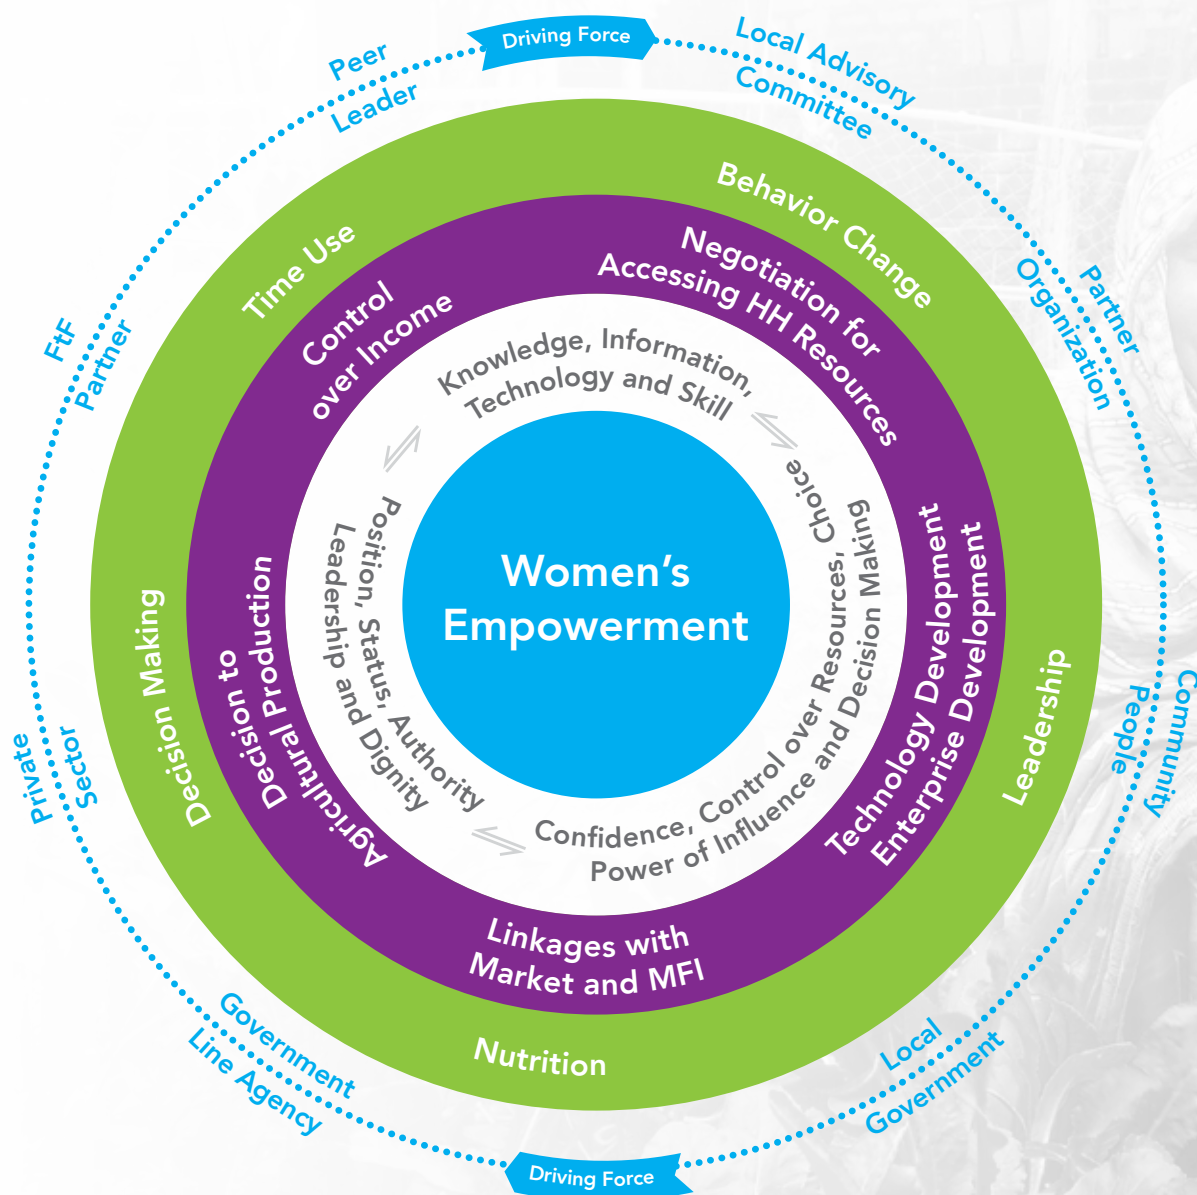 Driving Force
Local Advisory
Committee
Partner
Organization
Community
People
Local
Government
Driving Force
Government
Line Agency
Private
Sector
FtF
Partner
Peer
Leader
Behavior Change
Leadership
Nutrition
Decision Making
Time Use
Negotiation for
Accessing HH Resources
Technology Development
Enterprise Development
Linkages with
Market and MFI
Decision to
Agricultural Production
Control
over Income
Knowledge, Information,
Technology and Skill
Confidence, Control over Resources, Choice
Power of Influence and Decision Making
Position, Status, Authority
Leadership and Dignity
Women's
Empowerment